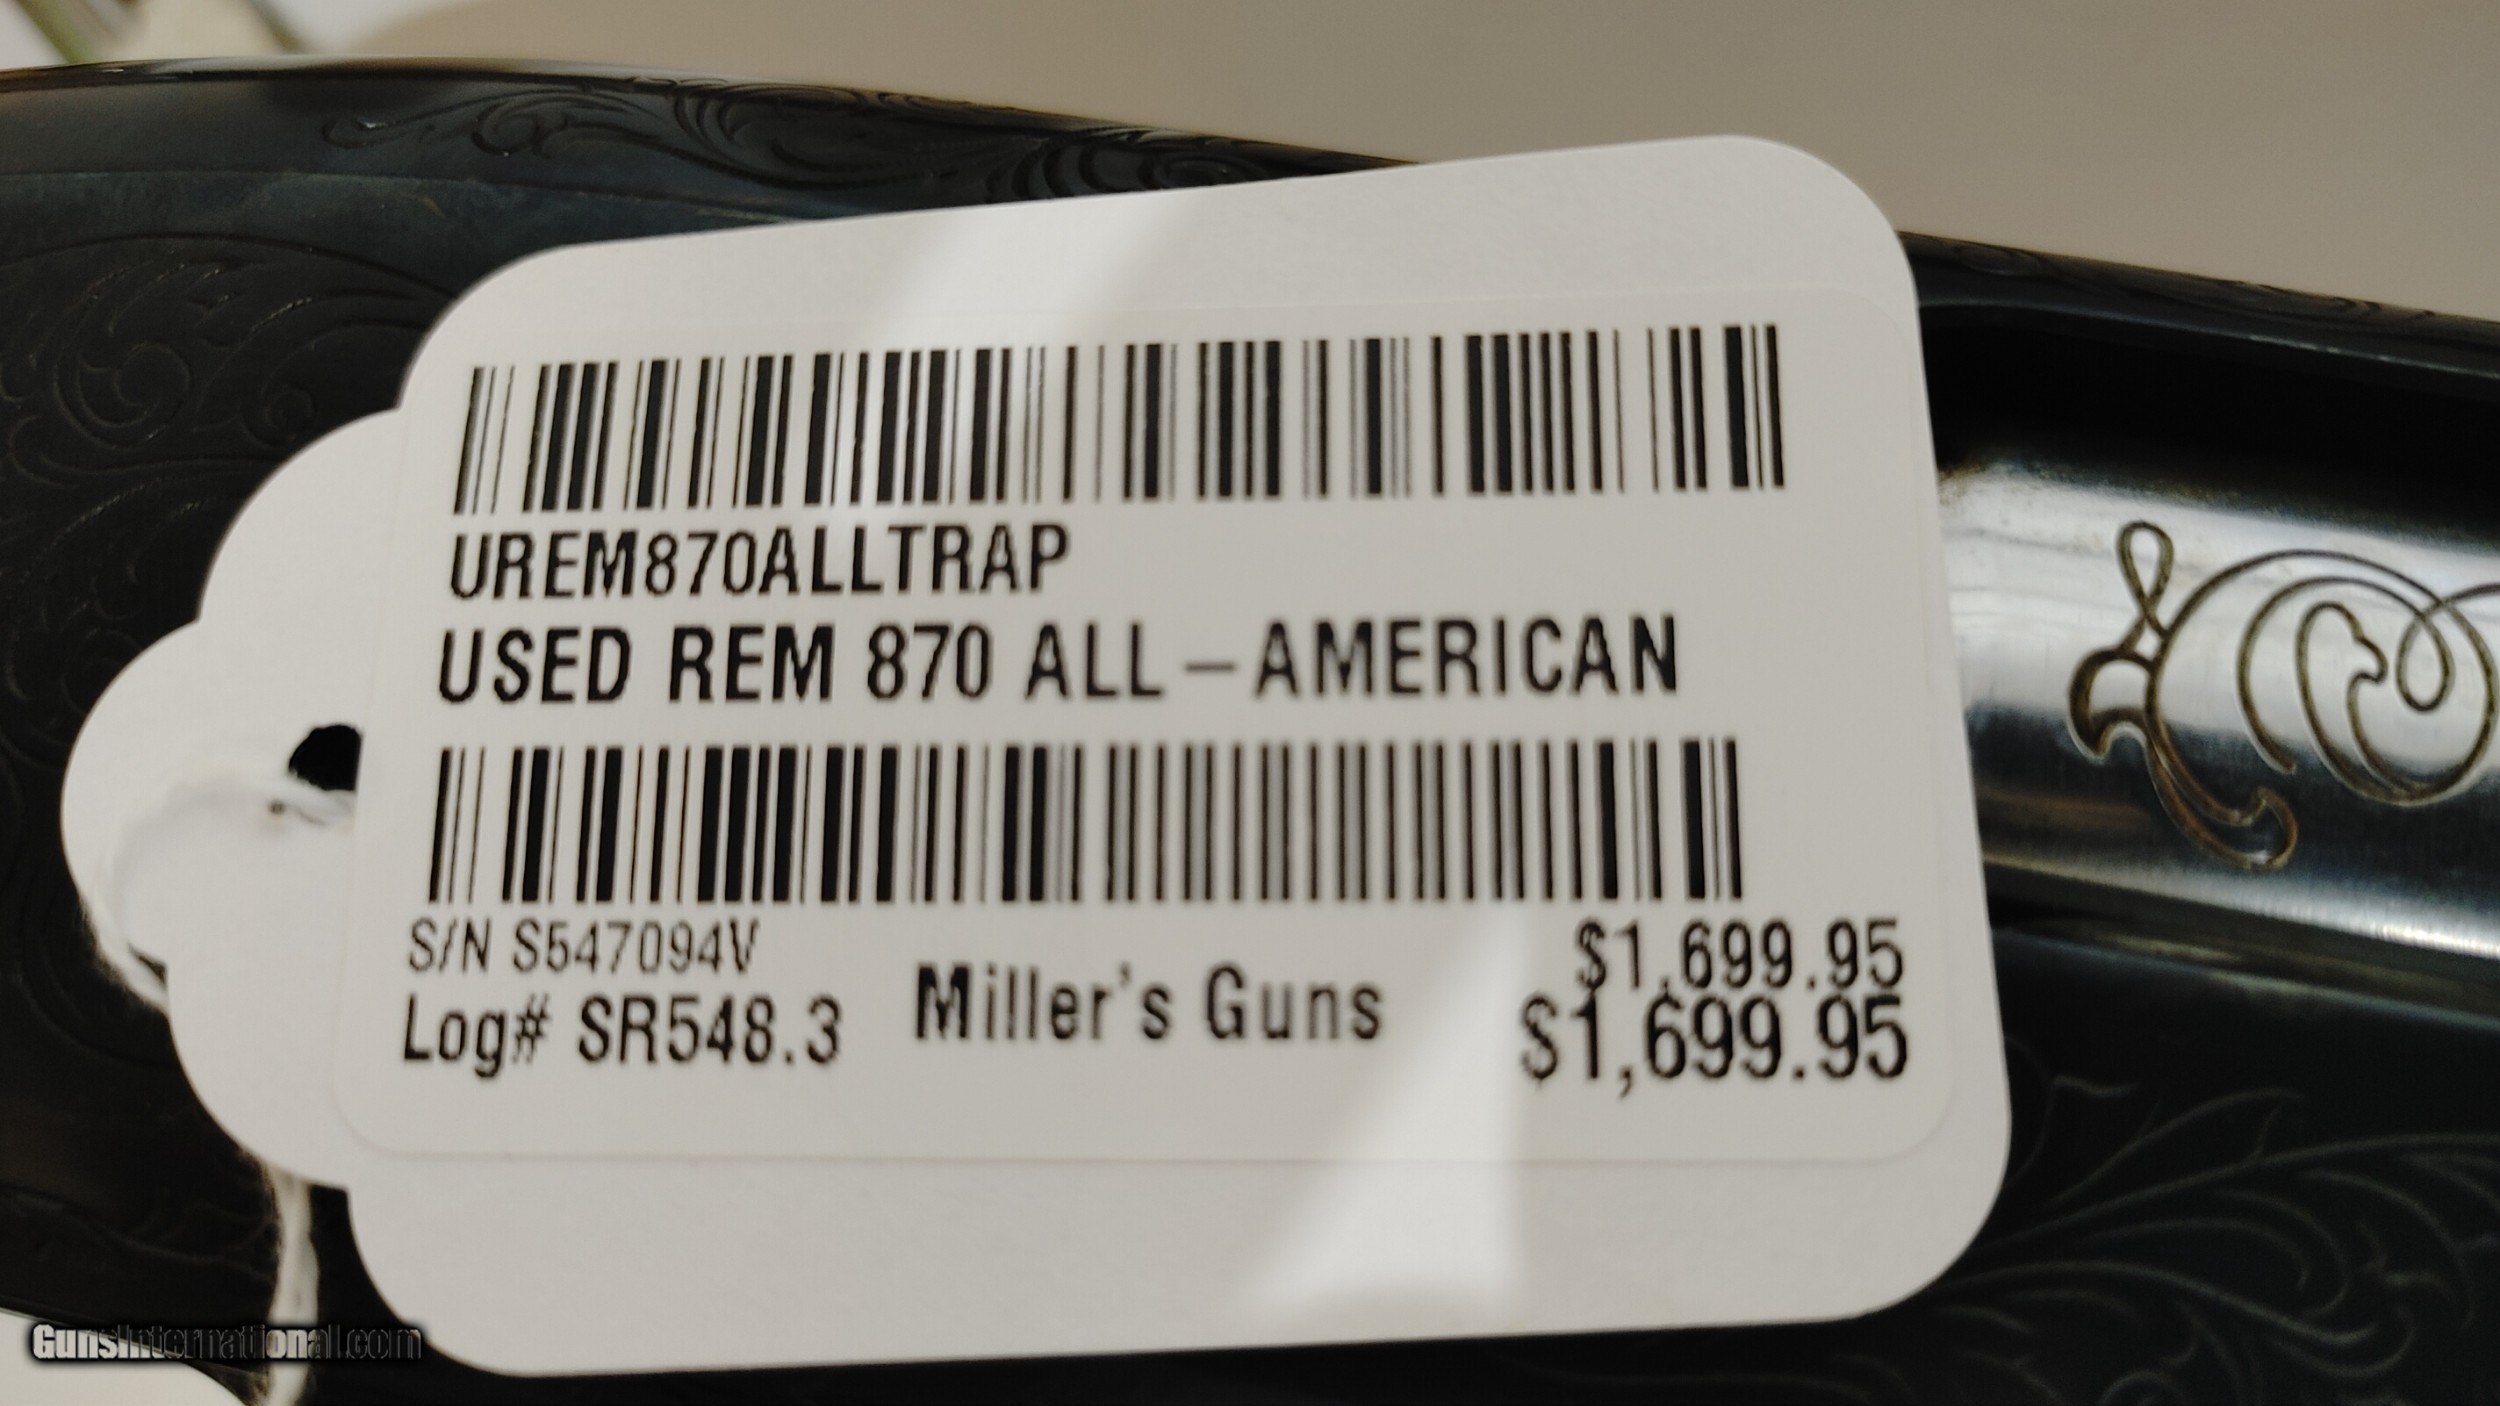 UREM870ALLTRAP
USED REM 870 ALL-AMERICAN
S/N S547094V
$1,699.95
Log# SR548.3 Miller's Guns $1,699.95
GunsInternational.com